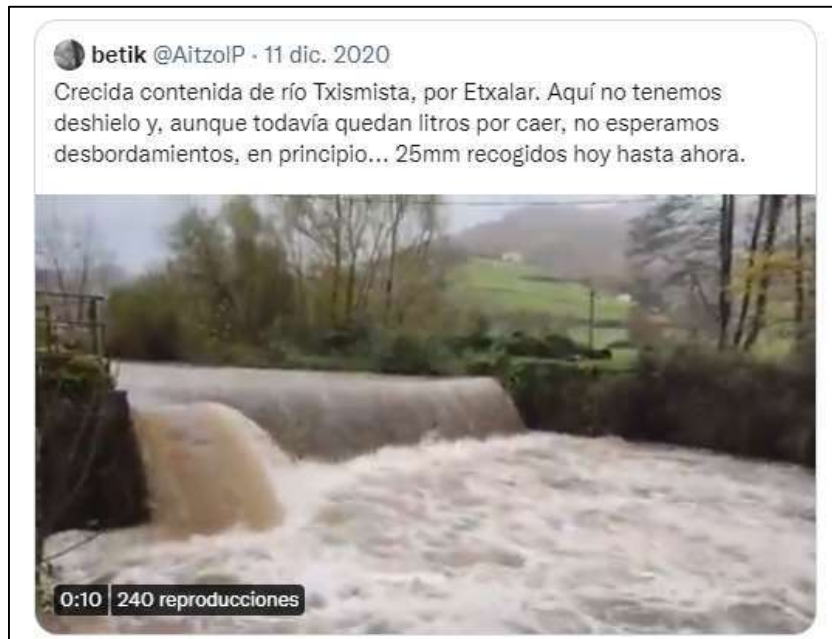 betik @AitzolP · 11 dic. 2020
Crecida contenida de río Txismista, por Etxalar. Aquí no tenemos
deshielo y, aunque todavía quedan litros por caer, no esperamos
desbordamientos, en principio... 25mm recogidos hoy hasta ahora.
0:10 240 reproducciones